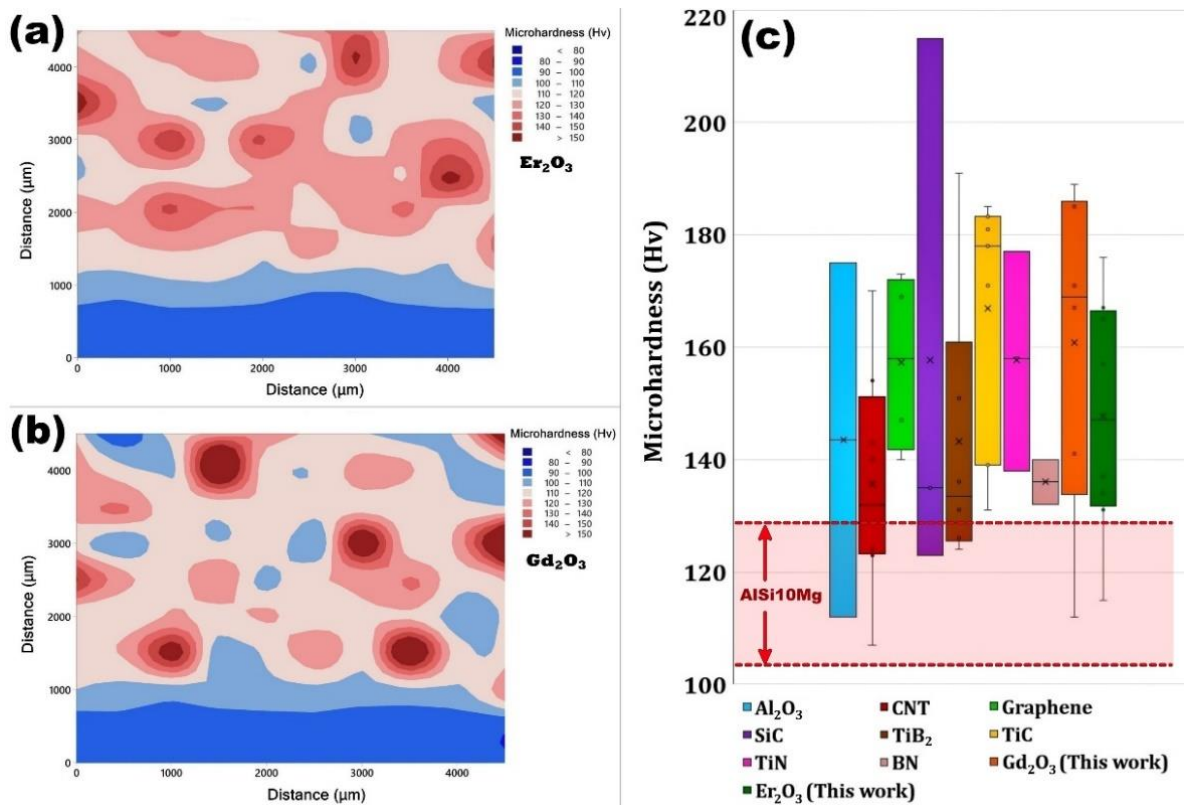 (a)
Microhardness (Hv)
< 80
80 – 90
90 – 100
100 – 110
110 – 120
120 – 130
130 – 140
140 – 150
> 150
Er₂O₃
Distance (µm)
4000
3000
2000
1000
0
0 1000 2000 3000 4000
Distance (µm)
(b)
Microhardness (Hv)
< 80
80 – 90
90 – 100
100 – 110
110 – 120
120 – 130
130 – 140
140 – 150
> 150
Gd₂O₃
Distance (µm)
4000
3000
2000
1000
0
0 1000 2000 3000 4000
Distance (µm)
(c)
Microhardness (Hv)
220
200
180
160
140
120
100
AlSi10Mg
Al₂O₃ CNT Graphene
SiC TiB₂ TiC
TiN BN Gd₂O₃ (This work)
Er₂O₃ (This work)